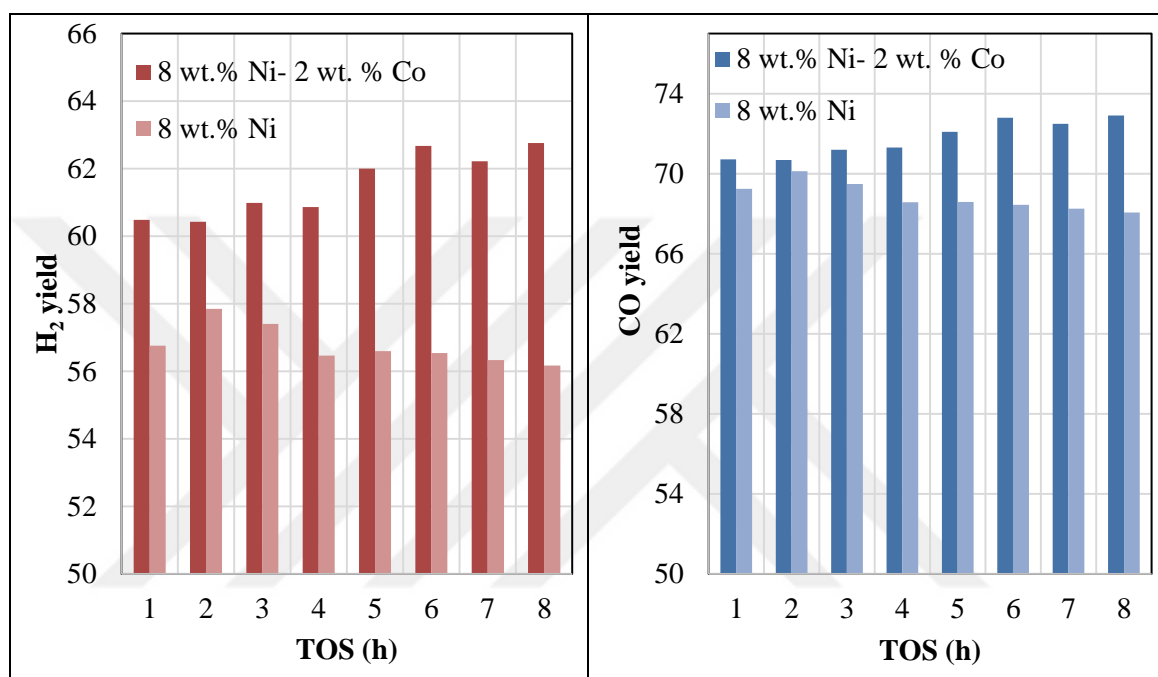 66
64
62
60
58
56
54
52
50
H₂ yield
8 wt.% Ni- 2 wt. % Co
8 wt.% Ni
1 2 3 4 5 6 7 8
TOS (h)
74
70
66
62
58
54
50
CO yield
8 wt.% Ni- 2 wt. % Co
8 wt.% Ni
1 2 3 4 5 6 7 8
TOS (h)